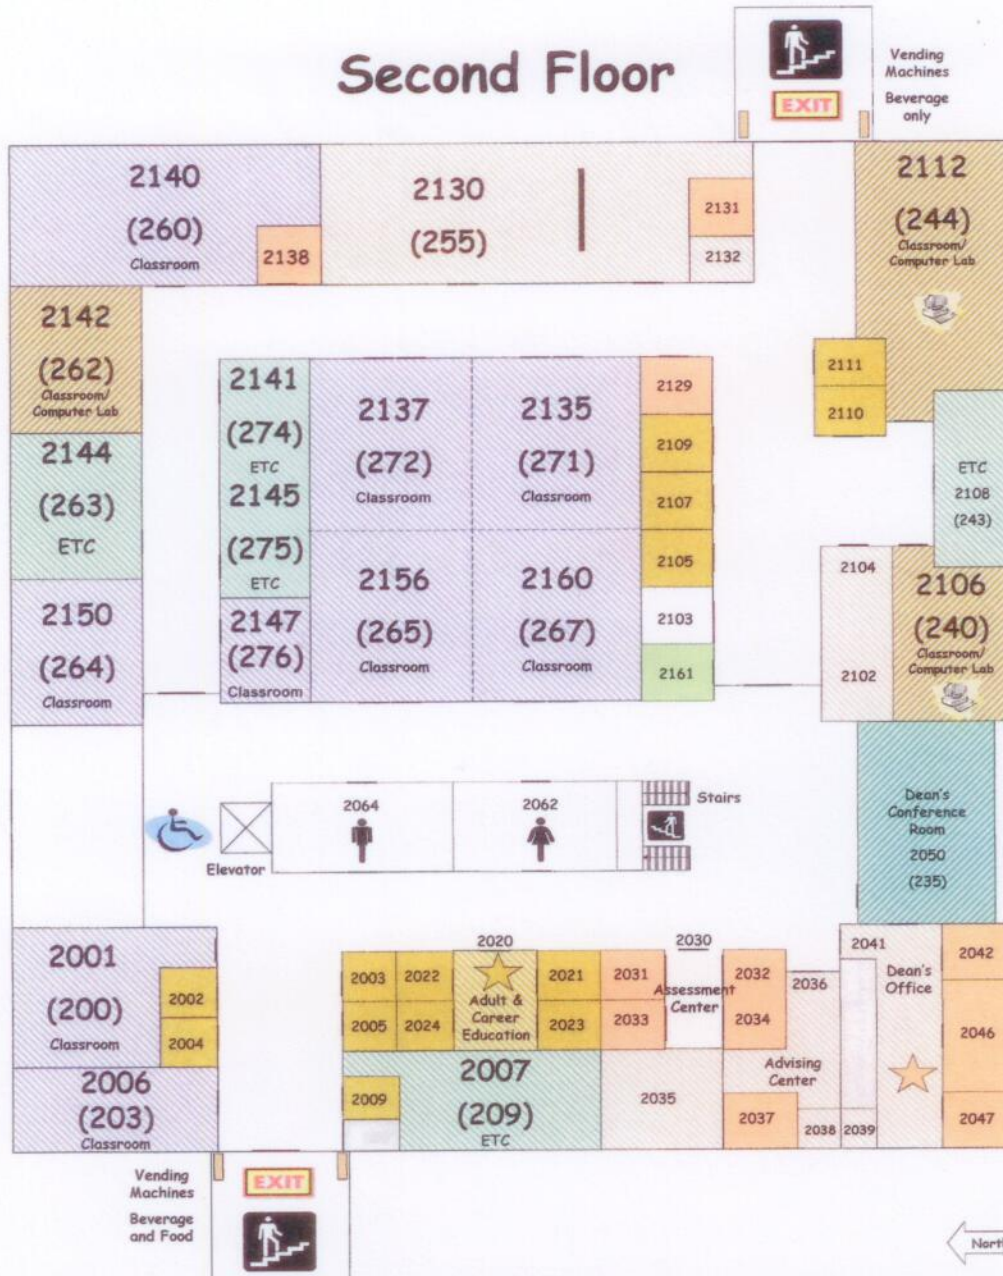 Second Floor
EXIT
Vending
Machines
Beverage
only
2140
(260)
Classroom
2138
2130
(255)
2131
2132
2112
(244)
Classroom/
Computer Lab
2142
(262)
Classroom/
Computer Lab
2144
(263)
ETC
2150
(264)
Classroom
2141
(274)
ETC
2145
(275)
ETC
2147
(276)
Classroom
2137
(272)
Classroom
2135
(271)
Classroom
2156
(265)
Classroom
2160
(267)
Classroom
2129
2109
2107
2105
2103
2161
2111
2110
ETC
2108
(243)
2104
2102
2106
(240)
Classroom/
Computer Lab
Elevator
2064
2062
Stairs
Dean's
Conference
Room
2050
(235)
2001
(200)
Classroom
2002
2004
2006
(203)
Classroom
2003
2022
2005
2024
2020
Adult &
Career
Education
2021
2023
2009
2007
(209)
ETC
2031
2033
2030
Assessment
Center
2032
2034
2035
2036
Advising
Center
2037
2038
2039
2041
Dean's
Office
2042
2046
2047
Vending
Machines
Beverage
and Food
EXIT
North